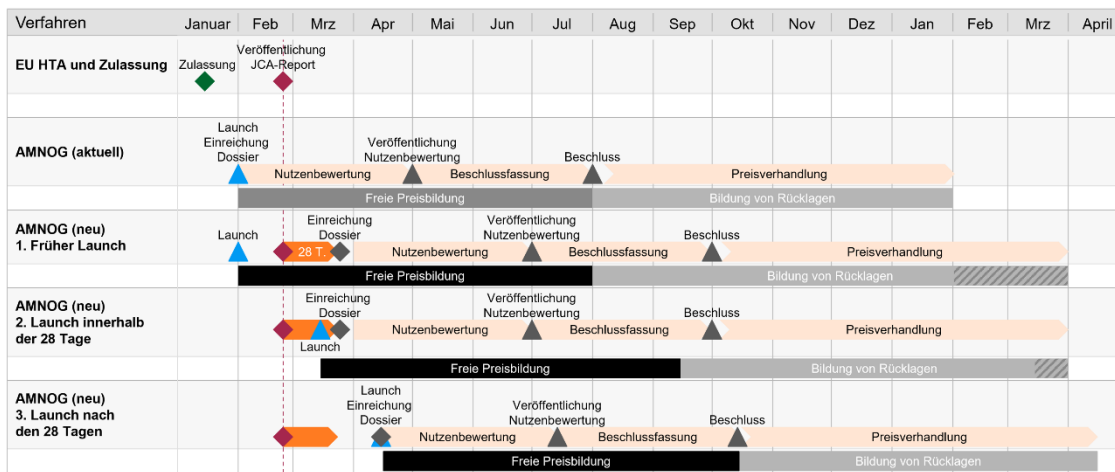 Verfahren Januar Feb Mrz Apr Mai Jun Jul Aug Sep Okt Nov Dez Jan Feb Mrz April
EU HTA und Zulassung
Zulassung
Veröffentlichung
JCA-Report
AMNOG (aktuell)
Launch
Einreichung
Dossier
Veröffentlichung
Nutzenbewertung
Beschluss
Nutzenbewertung Beschlussfassung Preisverhandlung
Freie Preisbildung Bildung von Rücklagen
AMNOG (neu)
1. Früher Launch
Launch
Einreichung
Dossier
Veröffentlichung
Nutzenbewertung
Beschluss
28 T. Nutzenbewertung Beschlussfassung Preisverhandlung
Freie Preisbildung Bildung von Rücklagen
AMNOG (neu)
2. Launch innerhalb
der 28 Tage
Einreichung
Dossier
Veröffentlichung
Nutzenbewertung
Beschluss
Nutzenbewertung Beschlussfassung Preisverhandlung
Launch
Freie Preisbildung Bildung von Rücklagen
AMNOG (neu)
3. Launch nach
den 28 Tagen
Launch
Einreichung
Dossier
Veröffentlichung
Nutzenbewertung
Beschluss
Nutzenbewertung Beschlussfassung Preisverhandlung
Freie Preisbildung Bildung von Rücklagen